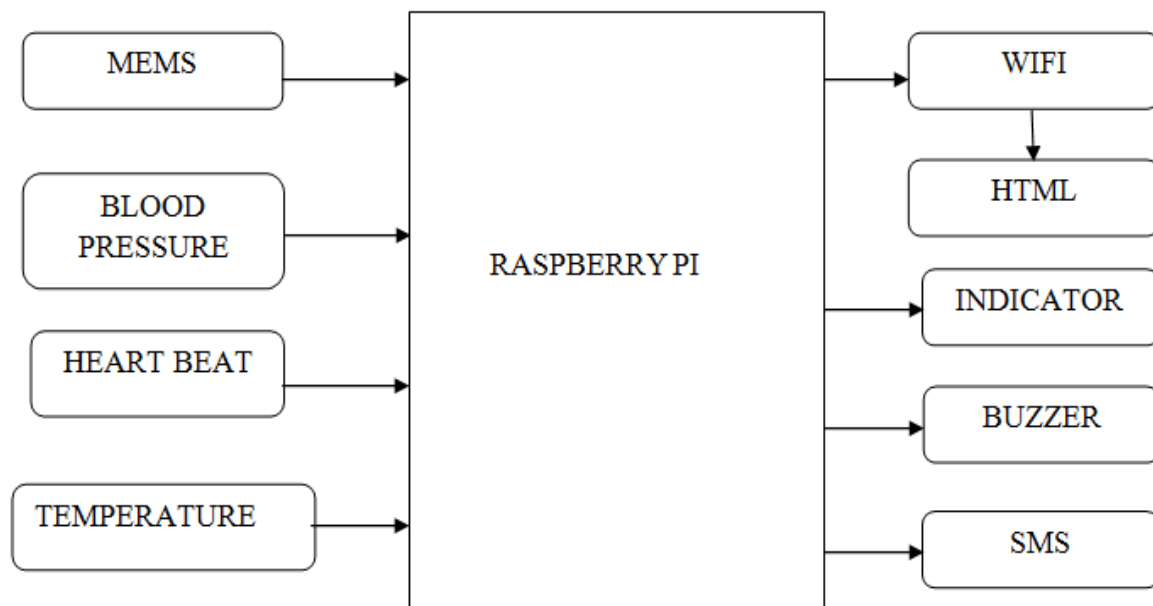 MEMS
BLOOD
PRESSURE
HEART BEAT
TEMPERATURE
RASPBERRY PI
WIFI
HTML
INDICATOR
BUZZER
SMS